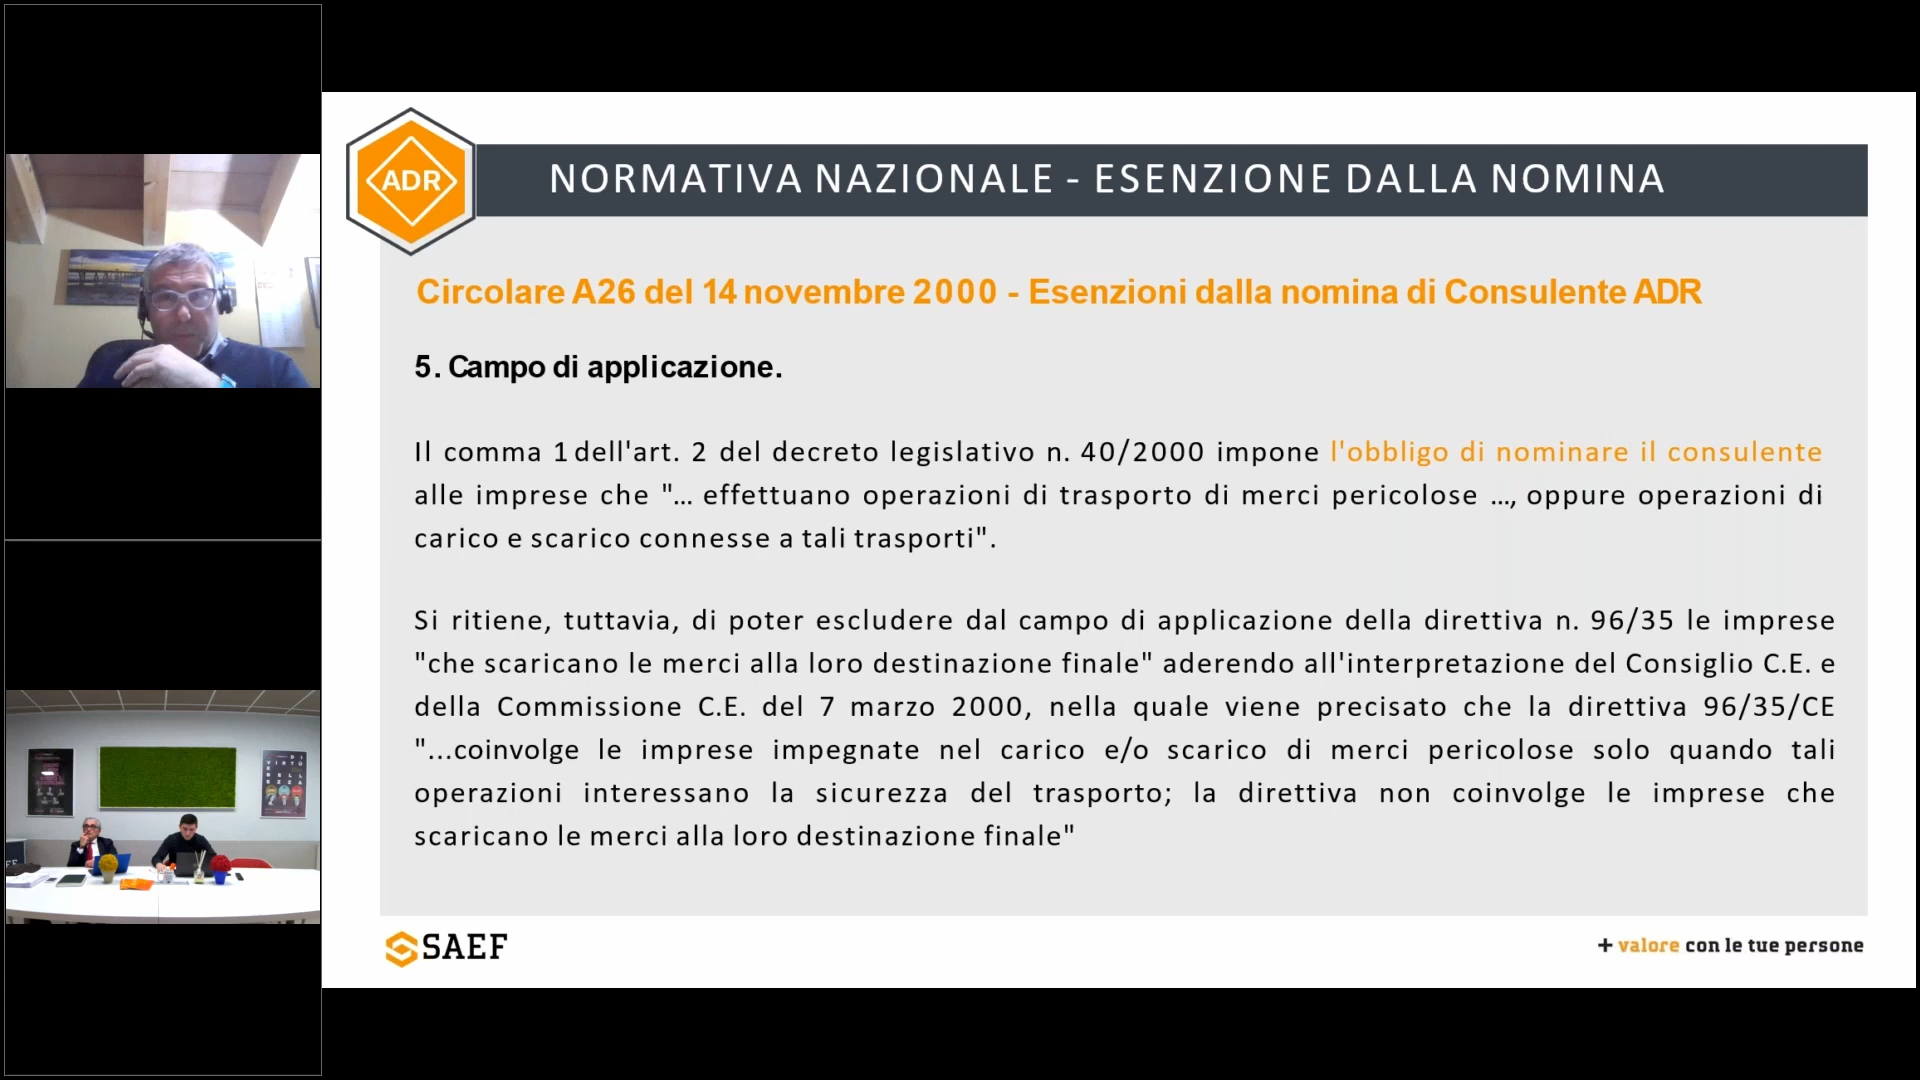 ADR
NORMATIVA NAZIONALE - ESENZIONE DALLA NOMINA
Circolare A26 del 14 novembre 2000 - Esenzioni dalla nomina di Consulente ADR
5. Campo di applicazione.
Il comma 1 dell'art. 2 del decreto legislativo n. 40/2000 impone l'obbligo di nominare il consulente
alle imprese che "... effettuano operazioni di trasporto di merci pericolose ..., oppure operazioni di
carico e scarico connesse a tali trasporti".
Si ritiene, tuttavia, di poter escludere dal campo di applicazione della direttiva n. 96/35 le imprese
"che scaricano le merci alla loro destinazione finale" aderendo all'interpretazione del Consiglio C.E. e
della Commissione C.E. del 7 marzo 2000, nella quale viene precisato che la direttiva 96/35/CE
"...coinvolge le imprese impegnate nel carico e/o scarico di merci pericolose solo quando tali
operazioni interessano la sicurezza del trasporto; la direttiva non coinvolge le imprese che
scaricano le merci alla loro destinazione finale"
SAEF
+ valore con le tue persone